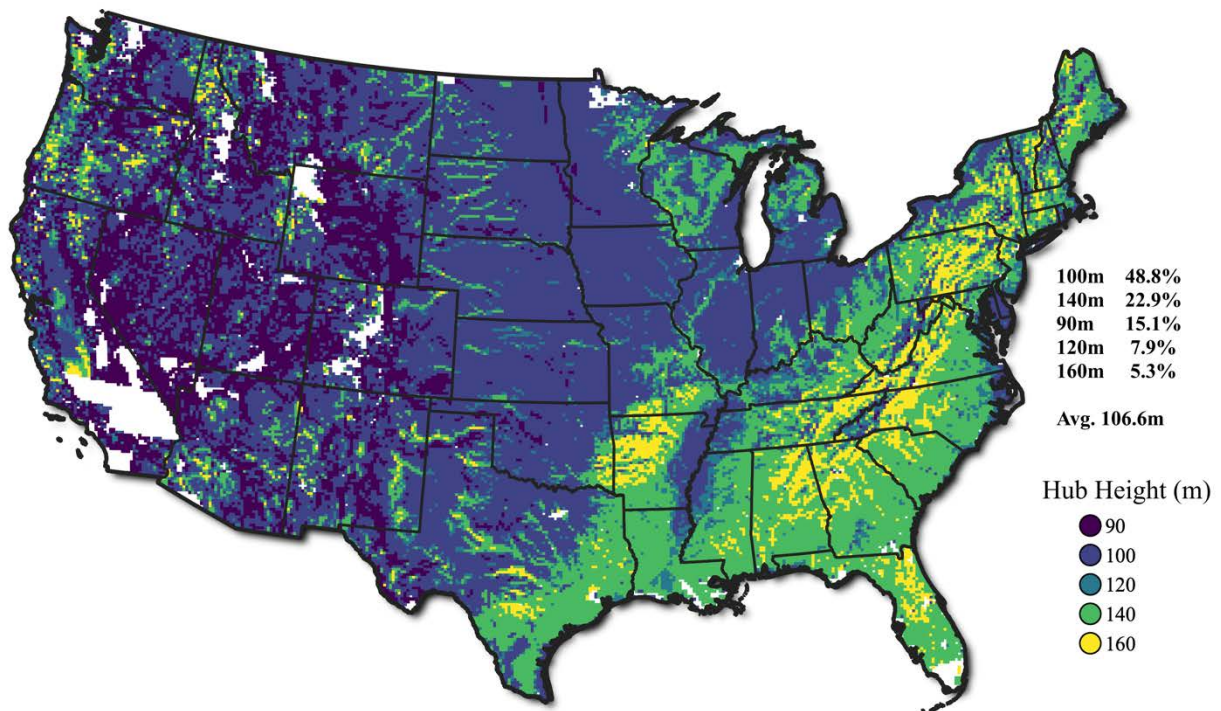 100m 48.8%
140m 22.9%
90m 15.1%
120m 7.9%
160m 5.3%
Avg. 106.6m
Hub Height (m)
90
100
120
140
160